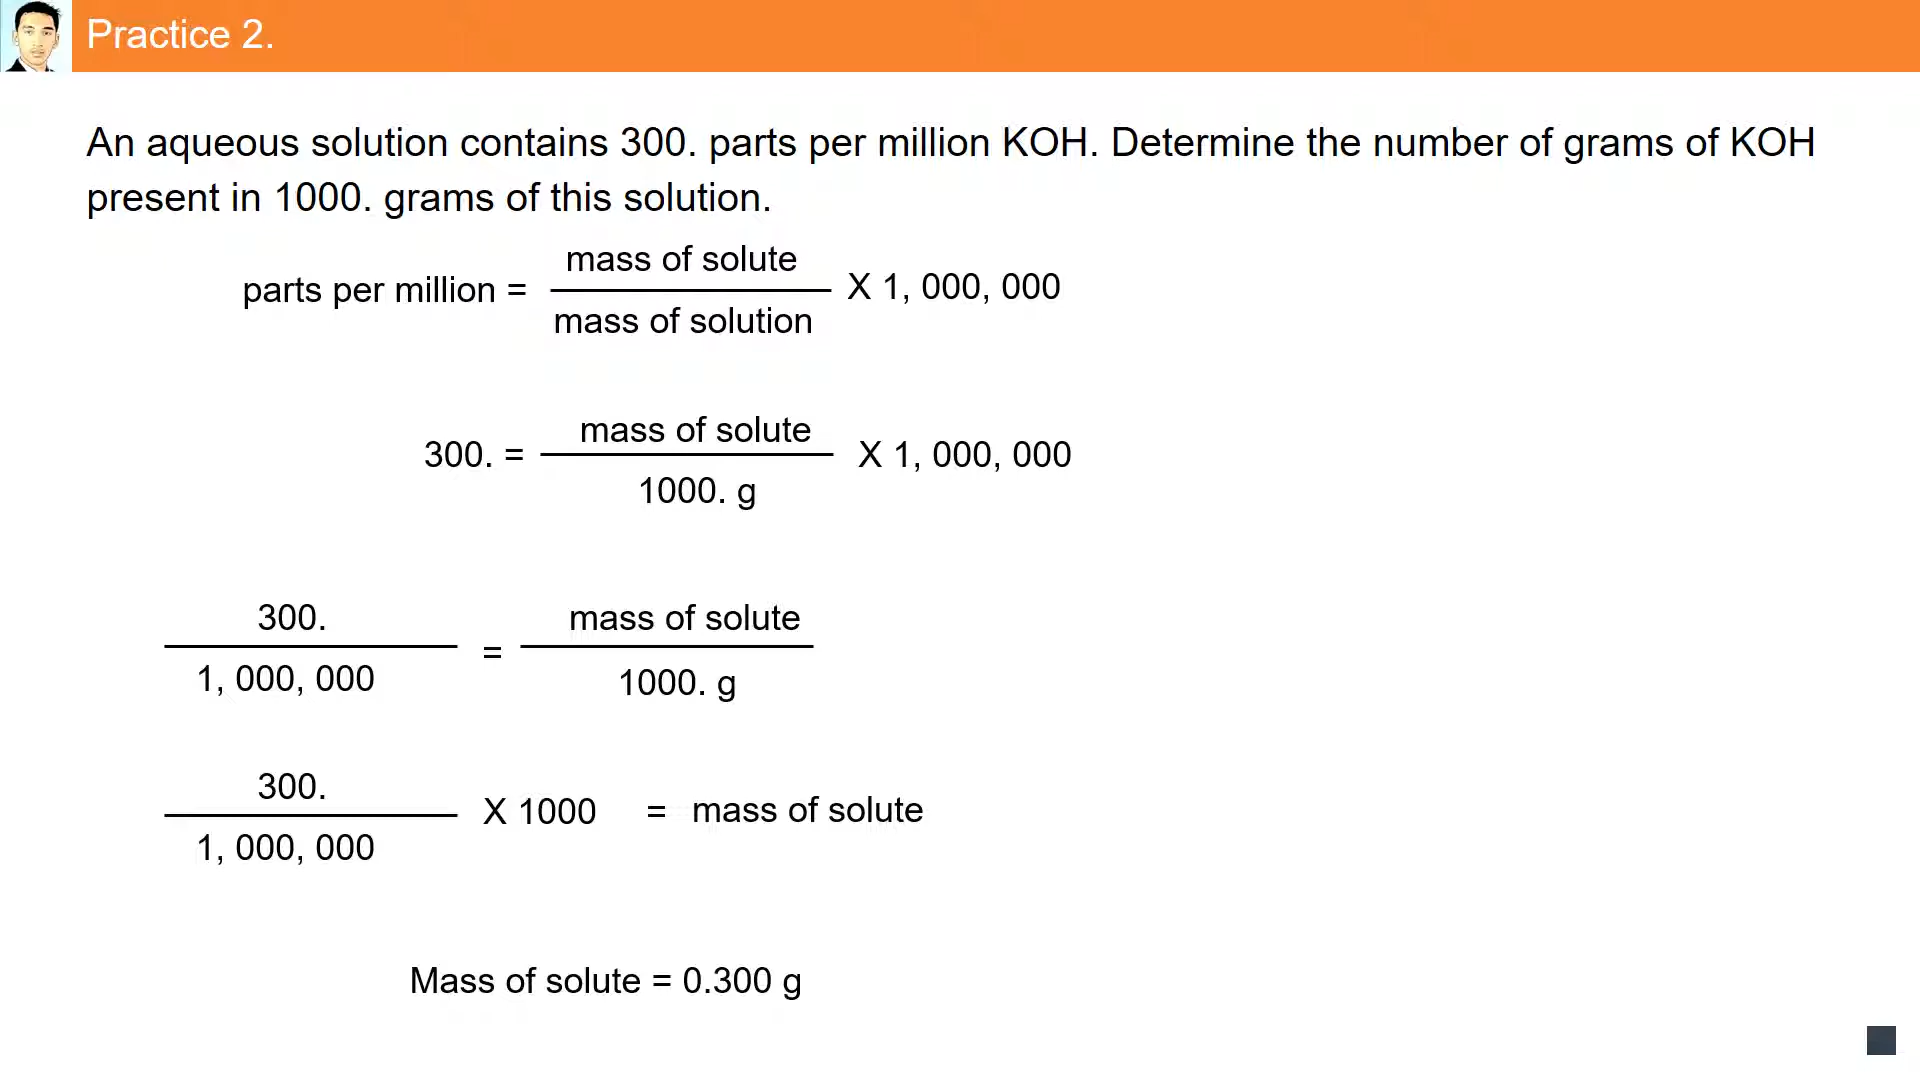 Practice 2.
An aqueous solution contains 300. parts per million KOH. Determine the number of grams of KOH
present in 1000. grams of this solution.
mass of solute
parts per million = X 1, 000, 000
mass of solution
mass of solute
300. = X 1, 000, 000
1000. g
300. mass of solute
=
1, 000, 000 1000. g
300.
X 1000 = mass of solute
1, 000, 000
Mass of solute = 0.300 g